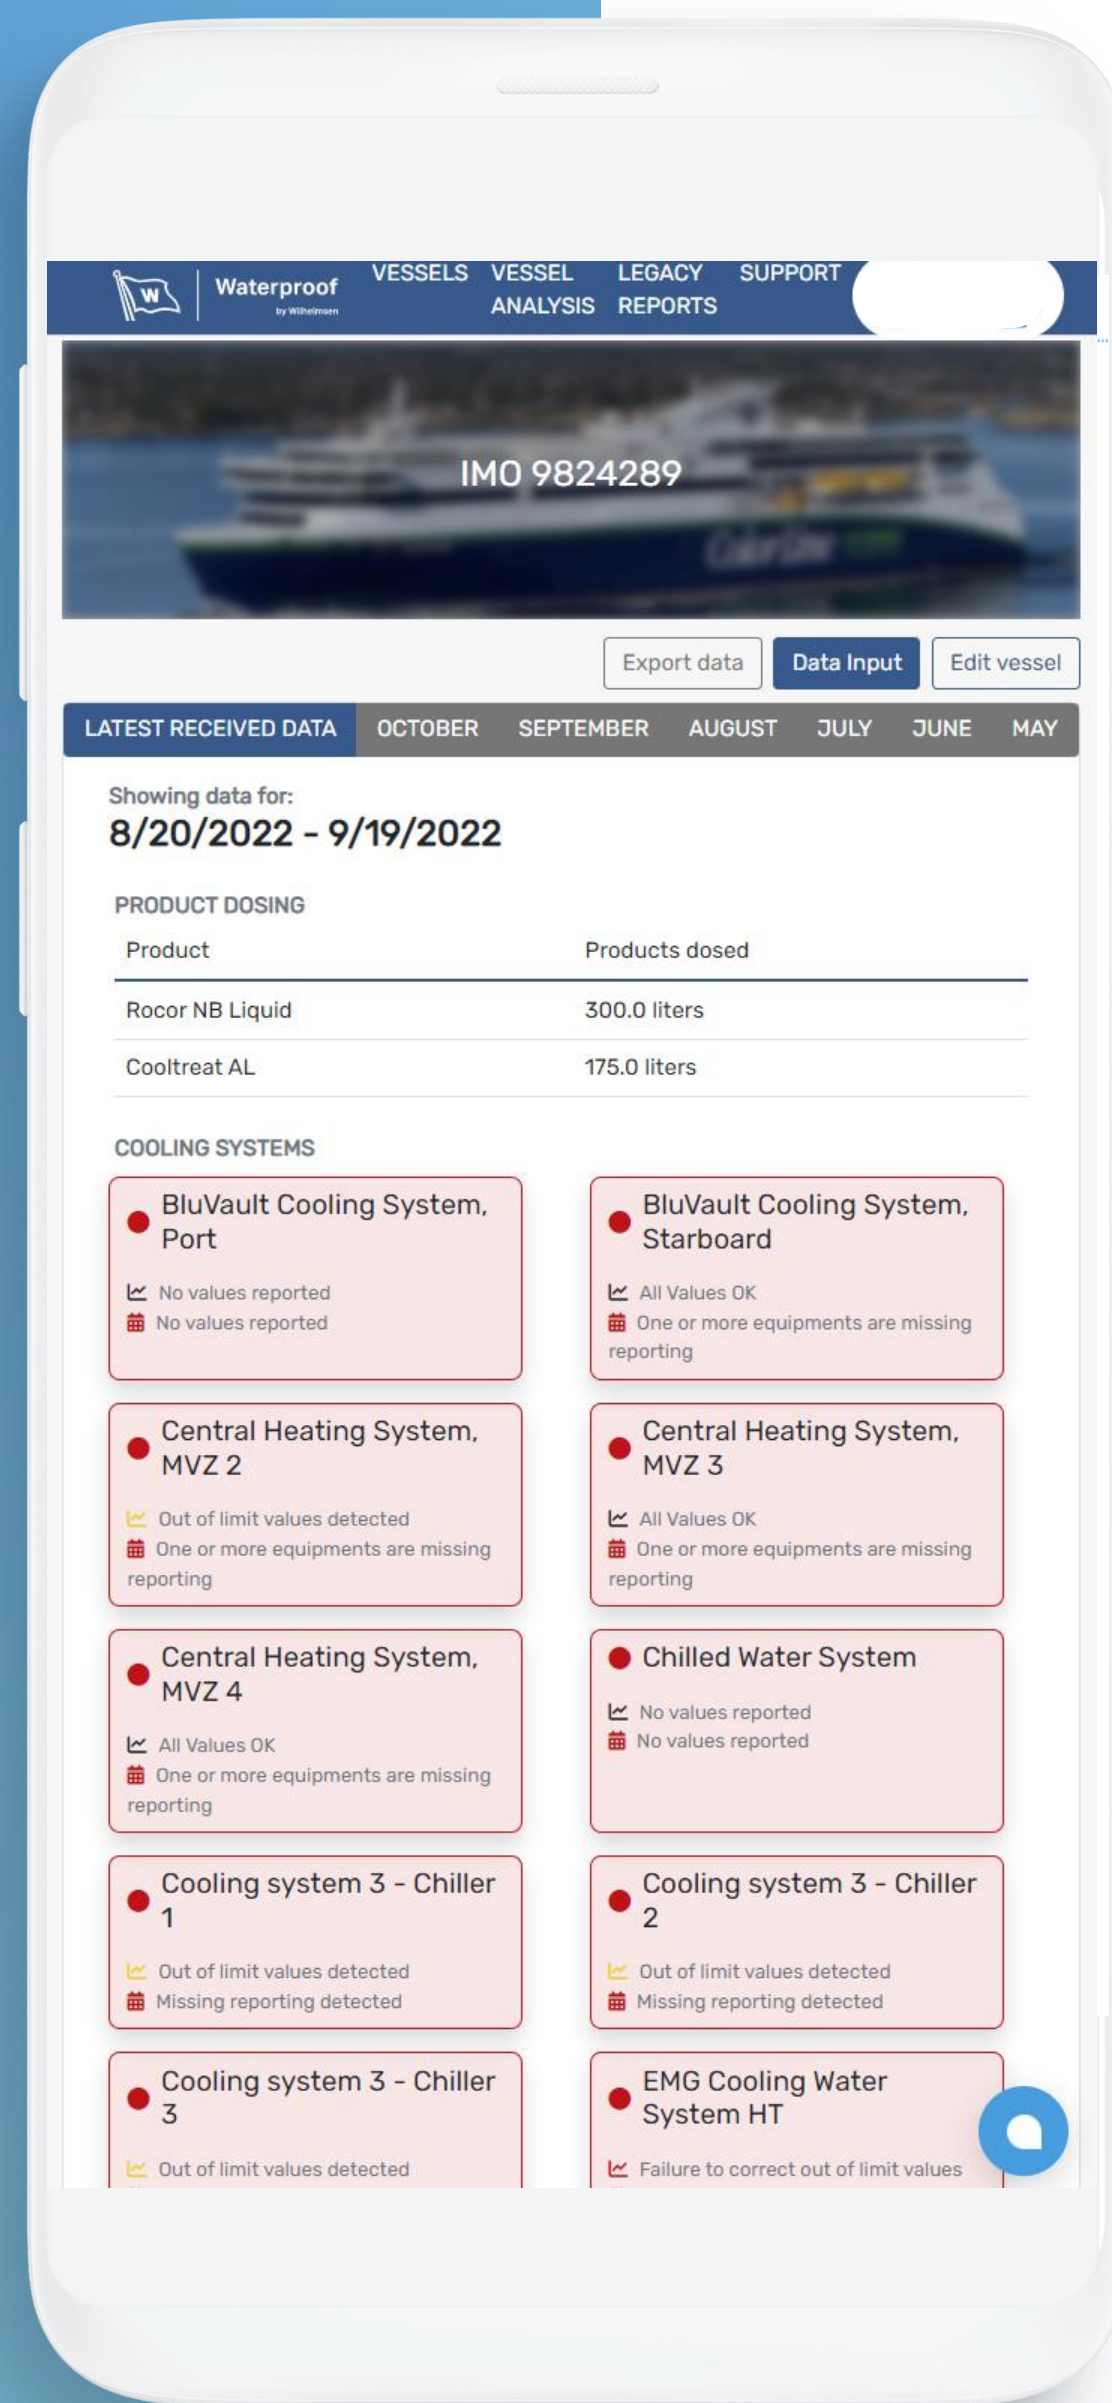 W
Waterproof
by Wilhelmsen
VESSELS
VESSEL
ANALYSIS
LEGACY
REPORTS
SUPPORT
IMO 9824289
Color Line
Export data
Data Input
Edit vessel
LATEST RECEIVED DATA
OCTOBER
SEPTEMBER
AUGUST
JULY
JUNE
MAY
Showing data for:
8/20/2022 - 9/19/2022
PRODUCT DOSING
Product
Products dosed
Rocor NB Liquid
300.0 liters
Cooltreat AL
175.0 liters
COOLING SYSTEMS
BluVault Cooling System,
Port
No values reported
No values reported
BluVault Cooling System,
Starboard
All Values OK
One or more equipments are missing
reporting
Central Heating System,
MVZ 2
Out of limit values detected
One or more equipments are missing
reporting
Central Heating System,
MVZ 3
All Values OK
One or more equipments are missing
reporting
Central Heating System,
MVZ 4
All Values OK
One or more equipments are missing
reporting
Chilled Water System
No values reported
No values reported
Cooling system 3 - Chiller
1
Out of limit values detected
Missing reporting detected
Cooling system 3 - Chiller
2
Out of limit values detected
Missing reporting detected
Cooling system 3 - Chiller
3
Out of limit values detected
EMG Cooling Water
System HT
Failure to correct out of limit values